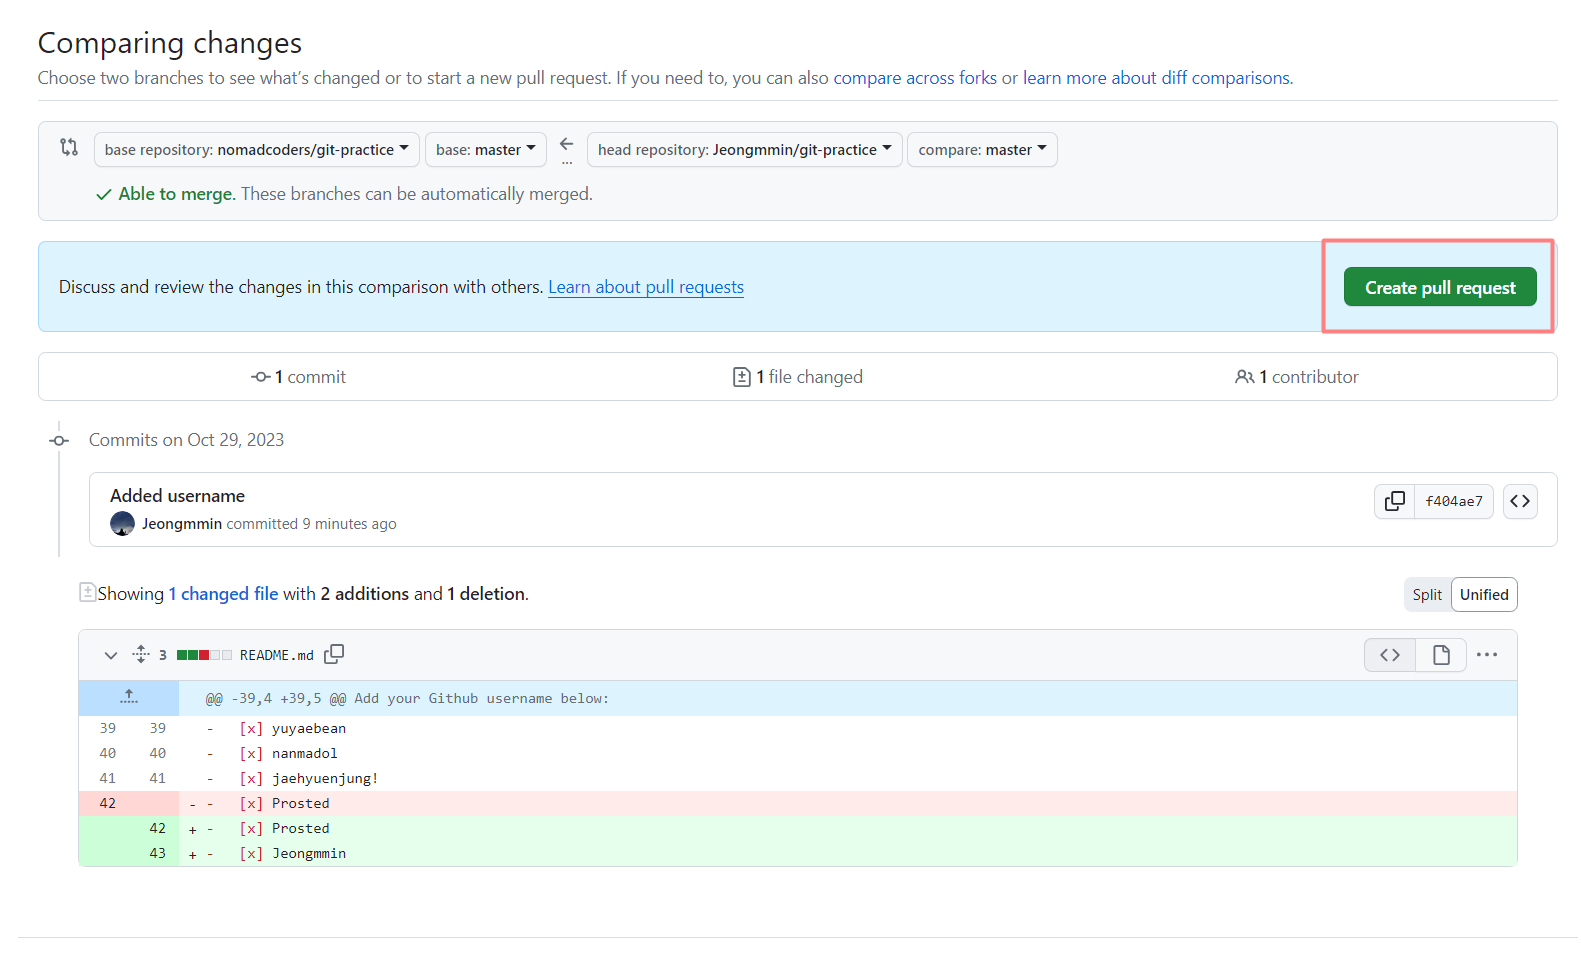 Comparing changes
Choose two branches to see what's changed or to start a new pull request. If you need to, you can also compare across forks or learn more about diff comparisons.
base repository: nomadcoders/git-practice base: master ← ... head repository: Jeongmmin/git-practice compare: master
✓ Able to merge. These branches can be automatically merged.
Discuss and review the changes in this comparison with others. Learn about pull requests Create pull request
1 commit 1 file changed 1 contributor
Commits on Oct 29, 2023
Added username
Jeongmmin committed 9 minutes ago f404ae7 <>
Showing 1 changed file with 2 additions and 1 deletion. Split Unified
3 README.md <> ...
@@ -39,4 +39,5 @@ Add your Github username below:
39 39 - [x] yuyaebean
40 40 - [x] nanmadol
41 41 - [x] jaehyuenjung!
42 - - [x] Prosted
42 + - [x] Prosted
43 + - [x] Jeongmmin